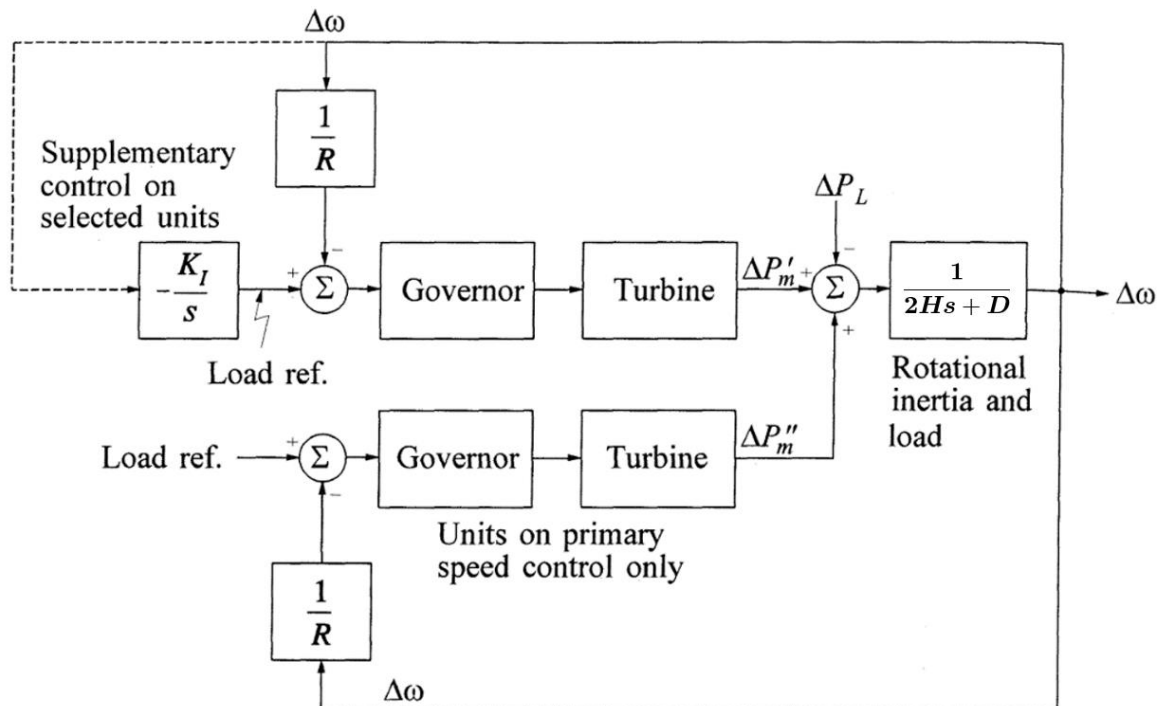 Δω
1
R
Supplementary
control on
selected units
ΔP_L
−
−
-K_I
s
+
Σ
Governor
Turbine
ΔP'_m
+
Σ
1
2Hs + D
Δω
+
Load ref.
Rotational
inertia and
load
Load ref.
+
Σ
Governor
Turbine
ΔP''_m
−
Units on primary
speed control only
1
R
Δω